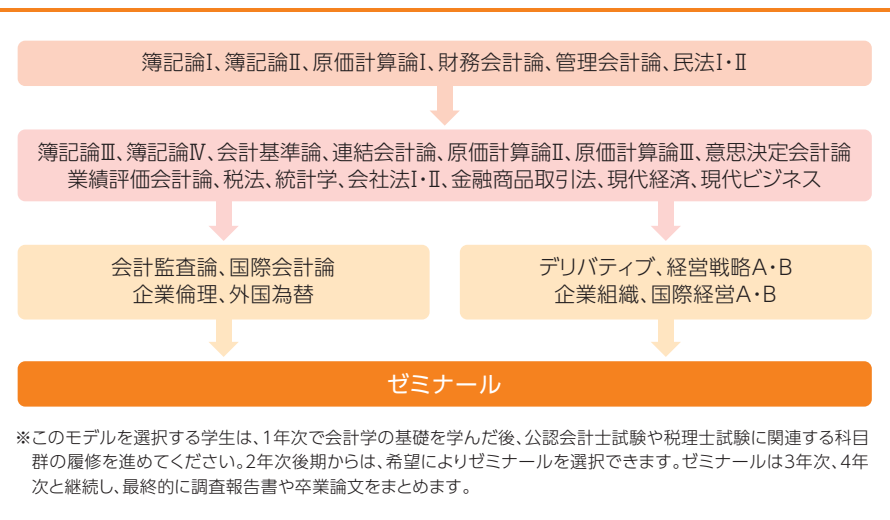 簿記論Ⅰ、簿記論Ⅱ、原価計算論Ⅰ、財務会計論、管理会計論、民法Ⅰ・Ⅱ
簿記論Ⅲ、簿記論Ⅳ、会計基準論、連結会計論、原価計算論Ⅱ、原価計算論Ⅲ、意思決定会計論
業績評価会計論、税法、統計学、会社法Ⅰ・Ⅱ、金融商品取引法、現代経済、現代ビジネス
会計監査論、国際会計論
企業倫理、外国為替
デリバティブ、経営戦略A・B
企業組織、国際経営A・B
ゼミナール
※このモデルを選択する学生は、1年次で会計学の基礎を学んだ後、公認会計士試験や税理士試験に関連する科目
群の履修を進めてください。2年次後期からは、希望によりゼミナールを選択できます。ゼミナールは3年次、4年
次と継続し、最終的に調査報告書や卒業論文をまとめます。